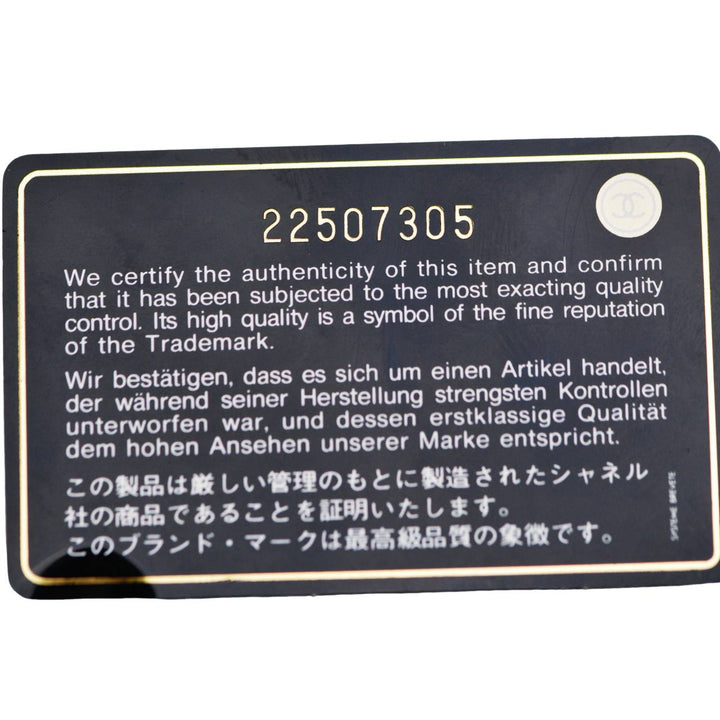 22507305
We certify the authenticity of this item and confirm
that it has been subjected to the most exacting quality
control. Its high quality is a symbol of the fine reputation
of the Trademark.
Wir bestätigen, dass es sich um einen Artikel handelt,
der während seiner Herstellung strengsten Kontrollen
unterworfen war, und dessen erstklassige Qualität
dem hohen Ansehen unserer Marke entspricht.
この製品は厳しい管理のもとに製造されたシャネル
社の商品であることを証明いたします。
このブランド・マークは最高級品質の象徴です。
SYSTEME BREVETE